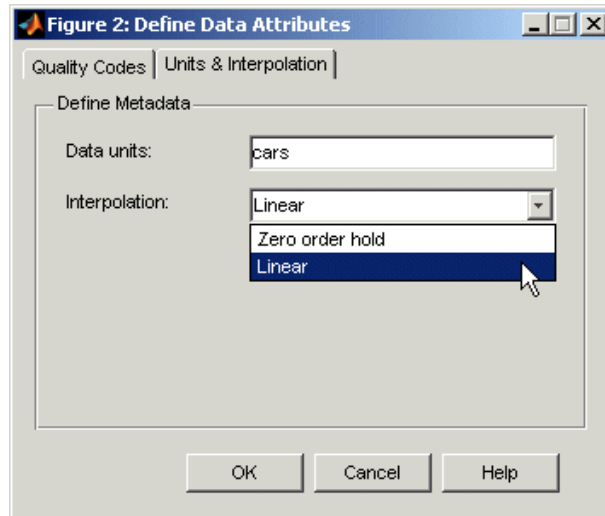 Figure 2: Define Data Attributes
Quality Codes
Units & Interpolation
Define Metadata
Data units:
cars
Interpolation:
Linear
Zero order hold
Linear
OK
Cancel
Help